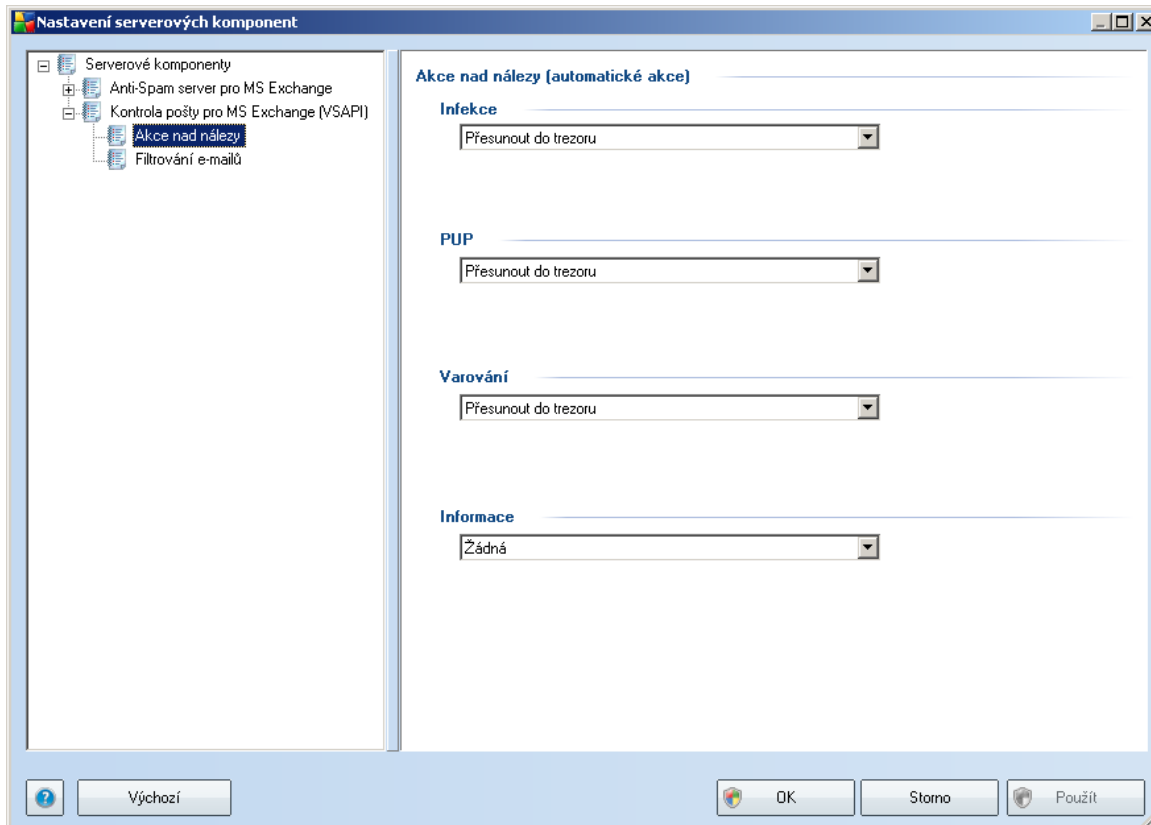 Nastavení serverových komponent
Serverové komponenty
Anti-Spam server pro MS Exchange
Kontrola pošty pro MS Exchange (VSAPI)
Akce nad nálezy
Filtrování e-mailů
Akce nad nálezy (automatické akce)
Infekce
Přesunout do trezoru
PUP
Přesunout do trezoru
Varování
Přesunout do trezoru
Informace
Žádná
Výchozí
OK
Storno
Použít